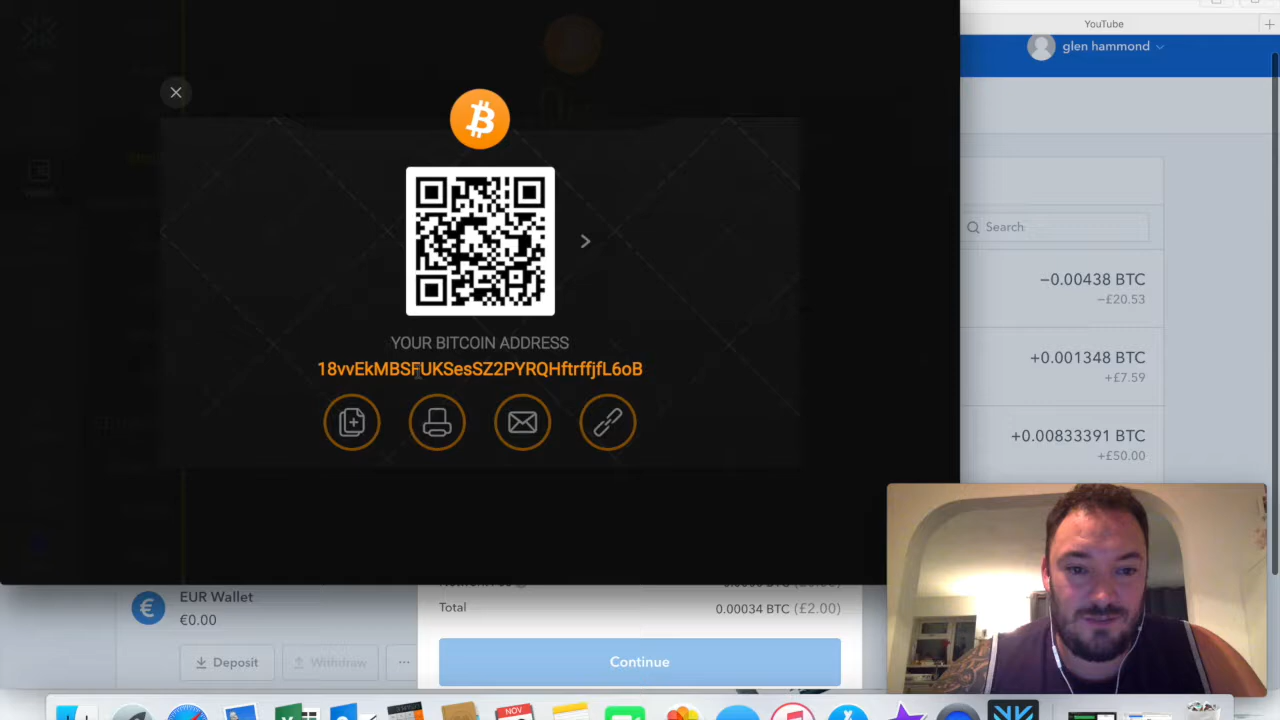 YouTube
glen hammond
Search
YOUR BITCOIN ADDRESS
18vvEkMBSFUKSesSZ2PYRQHftrffjfL6oB
−0.00438 BTC
−£20.53
+0.001348 BTC
+£7.59
+0.00833391 BTC
+£50.00
EUR Wallet
€0.00
Deposit
Withdraw
Total
0.00034 BTC (£2.00)
Continue
NOV